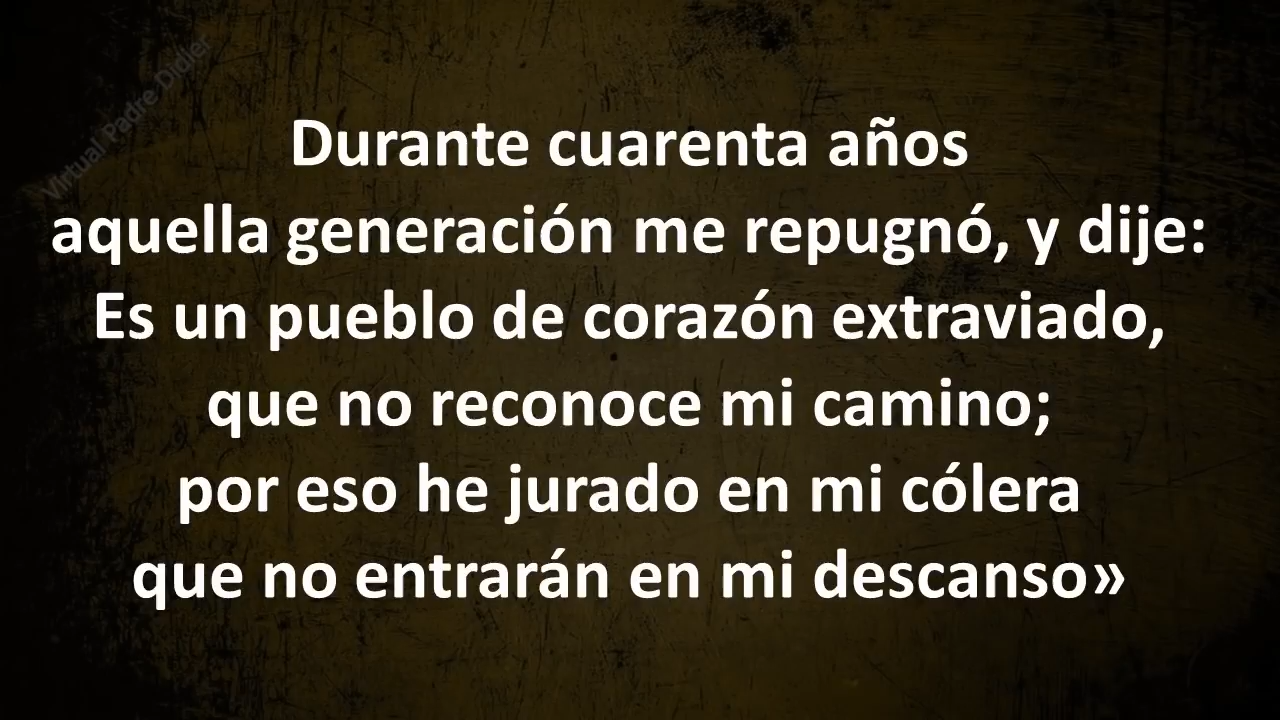 Virtual Padre Didier
Durante cuarenta años
aquella generación me repugnó, y dije:
Es un pueblo de corazón extraviado,
que no reconoce mi camino;
por eso he jurado en mi cólera
que no entrarán en mi descanso»